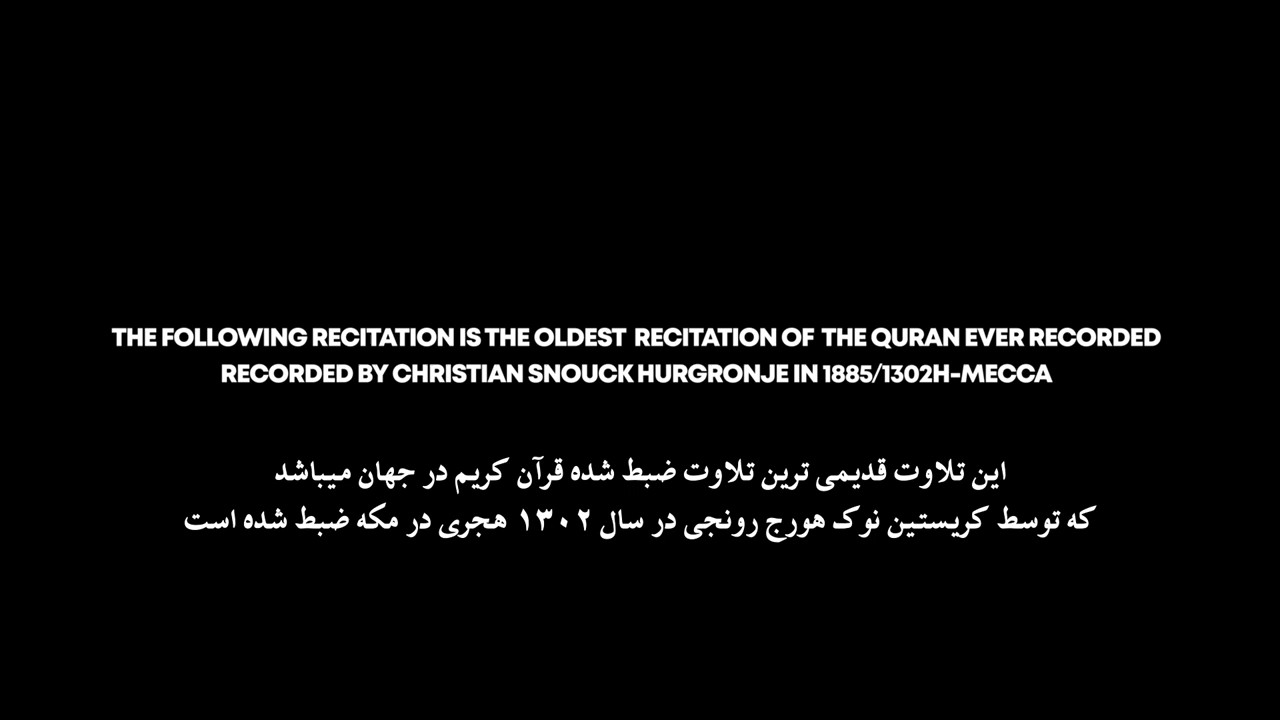 THE FOLLOWING RECITATION IS THE OLDEST RECITATION OF THE QURAN EVER RECORDED
RECORDED BY CHRISTIAN SNOUCK HURGRONJE IN 1885/1302H-MECCA
این تلاوت قدیمی ترین تلاوت ضبط شده قرآن کریم در جهان میباشد
که توسط کریستین نوک هورج رونجی در سال ۱۳۰۲ هجری در مکه ضبط شده است